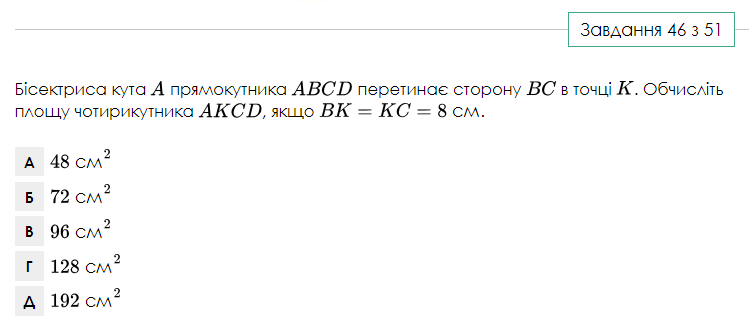 Завдання 46 з 51
Бісектриса кута A прямокутника ABCD перетинає сторону BC в точці K. Обчисліть
площу чотирикутника AKCD, якщо BK = KC = 8 см.
А 48 см²
Б 72 см²
В 96 см²
Г 128 см²
Д 192 см²